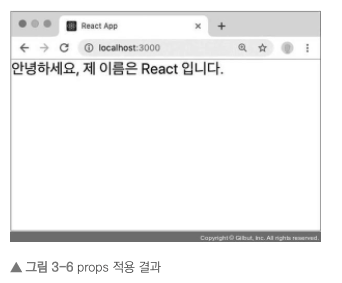 React App
localhost:3000
안녕하세요, 제 이름은 React 입니다.
Copyright © Gilbut, Inc. All rights reserved.
▲ 그림 3-6 props 적용 결과